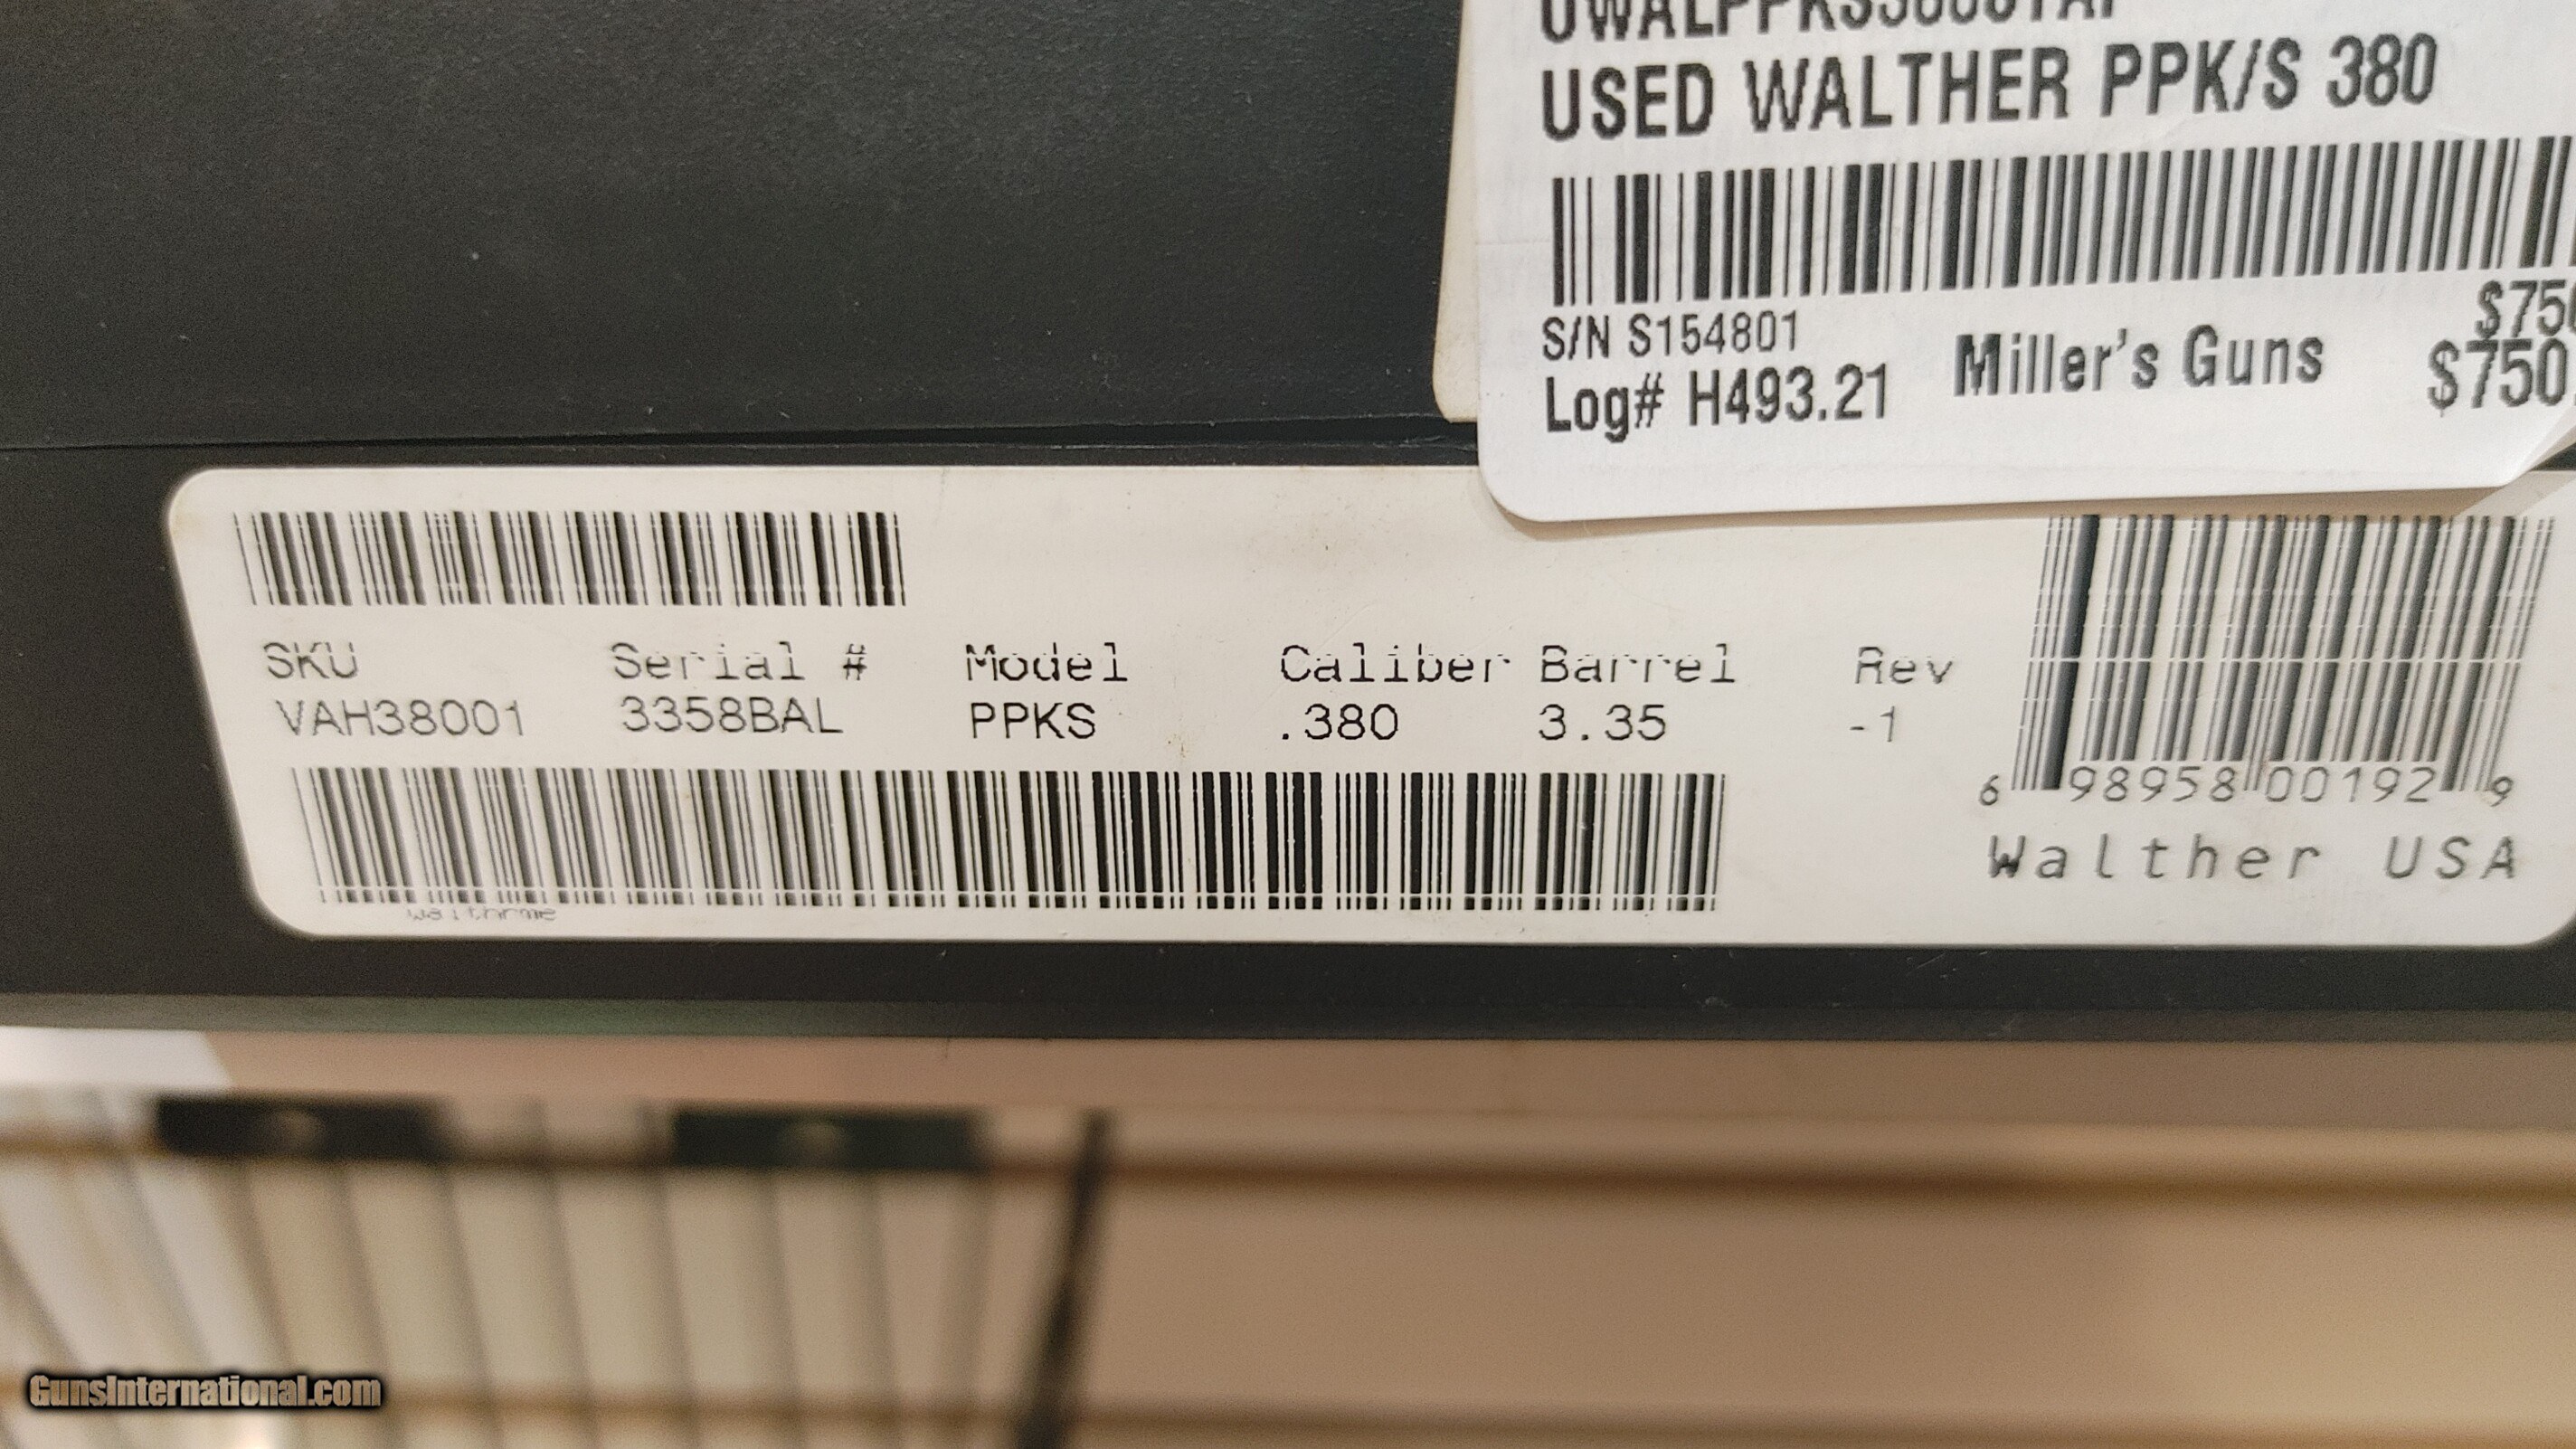 USED WALTHER PPK/S 380
S/N S154801
Log# H493.21
Miller's Guns
$750
SKU Serial # Model Caliber Barrel Rev
VAH38001 3358BAL PPKS .380 3.35 -1
6 98958 00192 9
Walther USA
GunsInternational.com